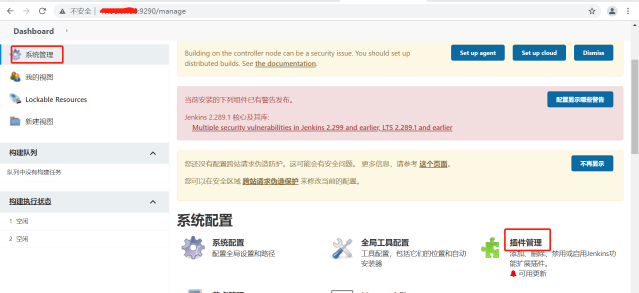 不安全
:9290/manage
Dashboard
系统管理
我的视图
Lockable Resources
新建视图
构建队列
队列中没有构建任务
构建执行状态
1 空闲
2 空闲
Building on the controller node can be a security issue. You should set up
distributed builds. See the documentation.
Set up agent
Set up cloud
Dismiss
当前安装的下列组件已有警告发布。
配置显示哪些警告
Jenkins 2.289.1 核心及其库:
Multiple security vulnerabilities in Jenkins 2.299 and earlier, LTS 2.289.1 and earlier
您还没有配置跨站请求伪造防护。这可能会有安全问题。 更多信息，请参考 这个页面。
不再显示
您可以在安全区域 跨站请求伪造保护 来修改当前的配置。
系统配置
系统配置
配置全局设置和路径
全局工具配置
工具配置，包括它们的位置和自动
安装器
插件管理
添加、删除、禁用或启用Jenkins功
能扩展插件。
可用更新